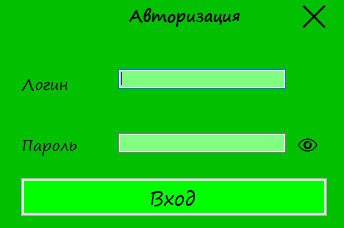 Авторизация
Логин
Пароль
Вход